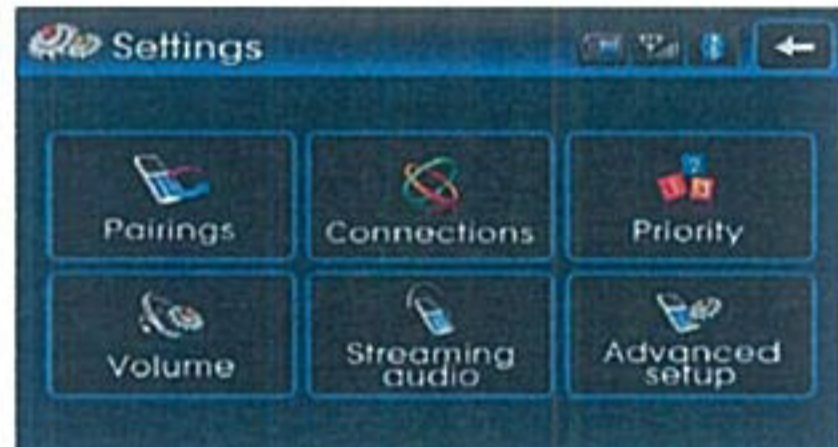 Settings
Pairings
Connections
Priority
Volume
Streaming
audio
Advanced
setup